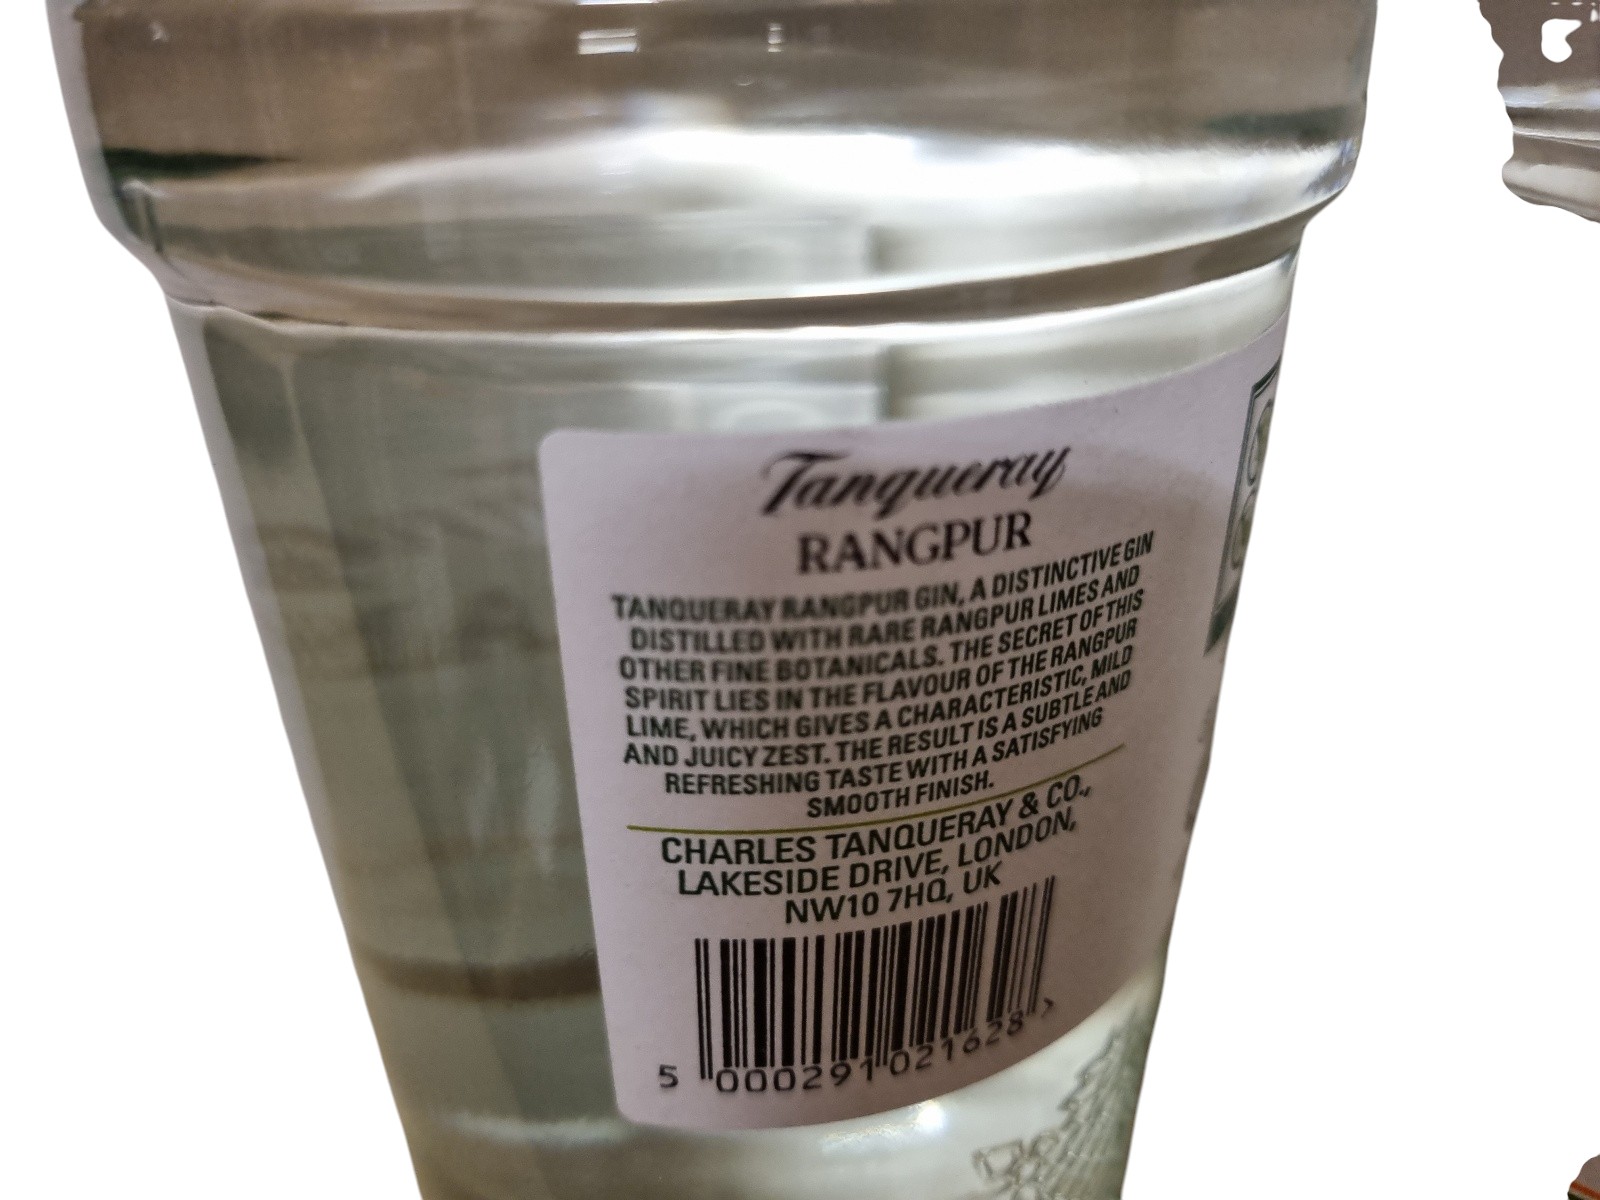 Tanqueray
RANGPUR
TANQUERAY RANGPUR GIN, A DISTINCTIVE GIN
DISTILLED WITH RARE RANGPUR LIMES AND
OTHER FINE BOTANICALS. THE SECRET OF THIS
SPIRIT LIES IN THE FLAVOUR OF THE RANGPUR
LIME, WHICH GIVES A CHARACTERISTIC, MILD
AND JUICY ZEST. THE RESULT IS A SUBTLE AND
REFRESHING TASTE WITH A SATISFYING
SMOOTH FINISH.
CHARLES TANQUERAY & CO.,
LAKESIDE DRIVE, LONDON,
NW10 7HQ, UK
5 000291 021628 >